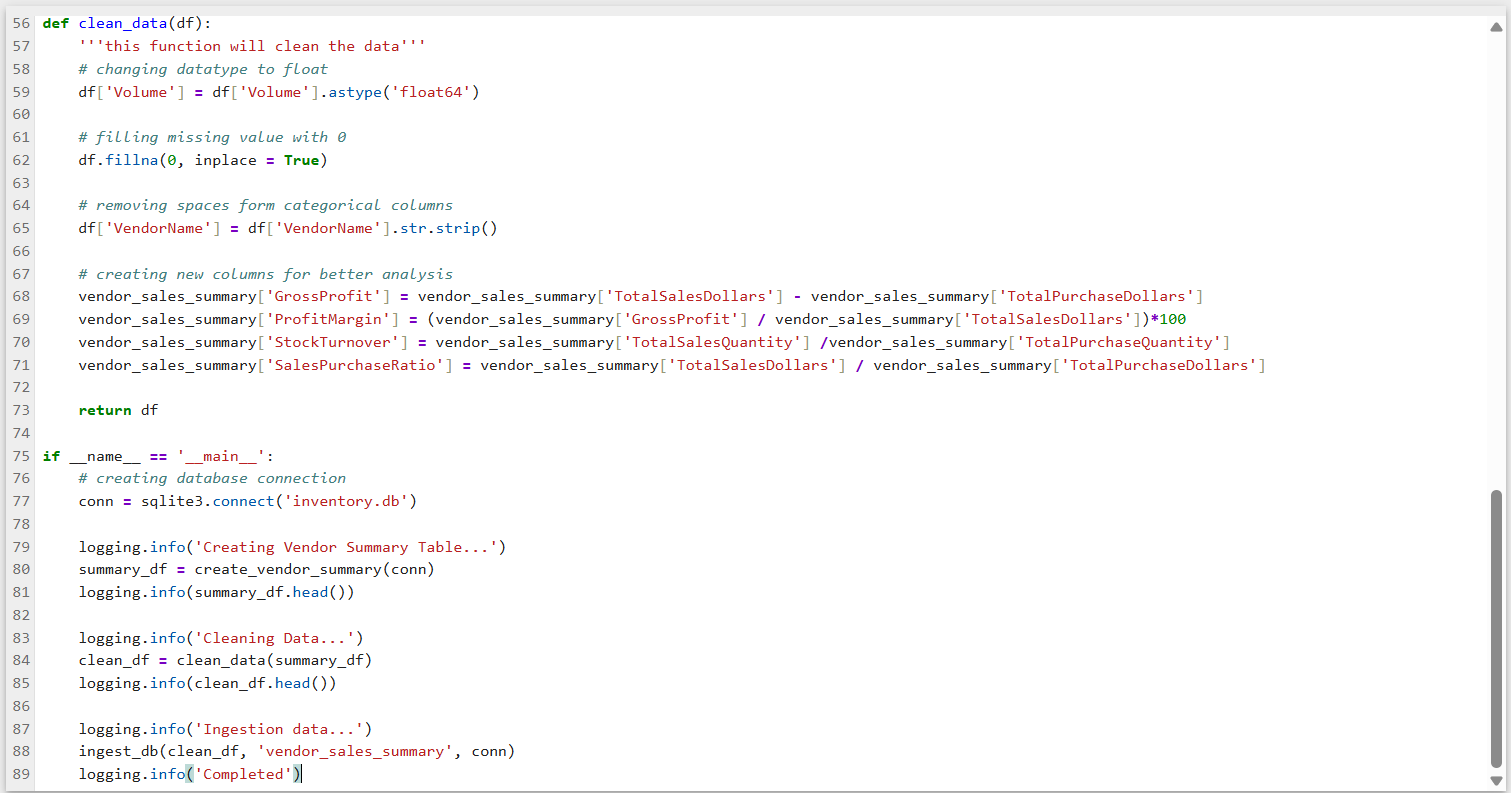 56 def clean_data(df):
57     '''this function will clean the data'''
58     # changing datatype to float
59     df['Volume'] = df['Volume'].astype('float64')
60
61     # filling missing value with 0
62     df.fillna(0, inplace = True)
63
64     # removing spaces form categorical columns
65     df['VendorName'] = df['VendorName'].str.strip()
66
67     # creating new columns for better analysis
68     vendor_sales_summary['GrossProfit'] = vendor_sales_summary['TotalSalesDollars'] - vendor_sales_summary['TotalPurchaseDollars']
69     vendor_sales_summary['ProfitMargin'] = (vendor_sales_summary['GrossProfit'] / vendor_sales_summary['TotalSalesDollars'])*100
70     vendor_sales_summary['StockTurnover'] = vendor_sales_summary['TotalSalesQuantity'] /vendor_sales_summary['TotalPurchaseQuantity']
71     vendor_sales_summary['SalesPurchaseRatio'] = vendor_sales_summary['TotalSalesDollars'] / vendor_sales_summary['TotalPurchaseDollars']
72
73     return df
74
75 if __name__ == '__main__':
76     # creating database connection
77     conn = sqlite3.connect('inventory.db')
78
79     logging.info('Creating Vendor Summary Table...')
80     summary_df = create_vendor_summary(conn)
81     logging.info(summary_df.head())
82
83     logging.info('Cleaning Data...')
84     clean_df = clean_data(summary_df)
85     logging.info(clean_df.head())
86
87     logging.info('Ingestion data...')
88     ingest_db(clean_df, 'vendor_sales_summary', conn)
89     logging.info('Completed')